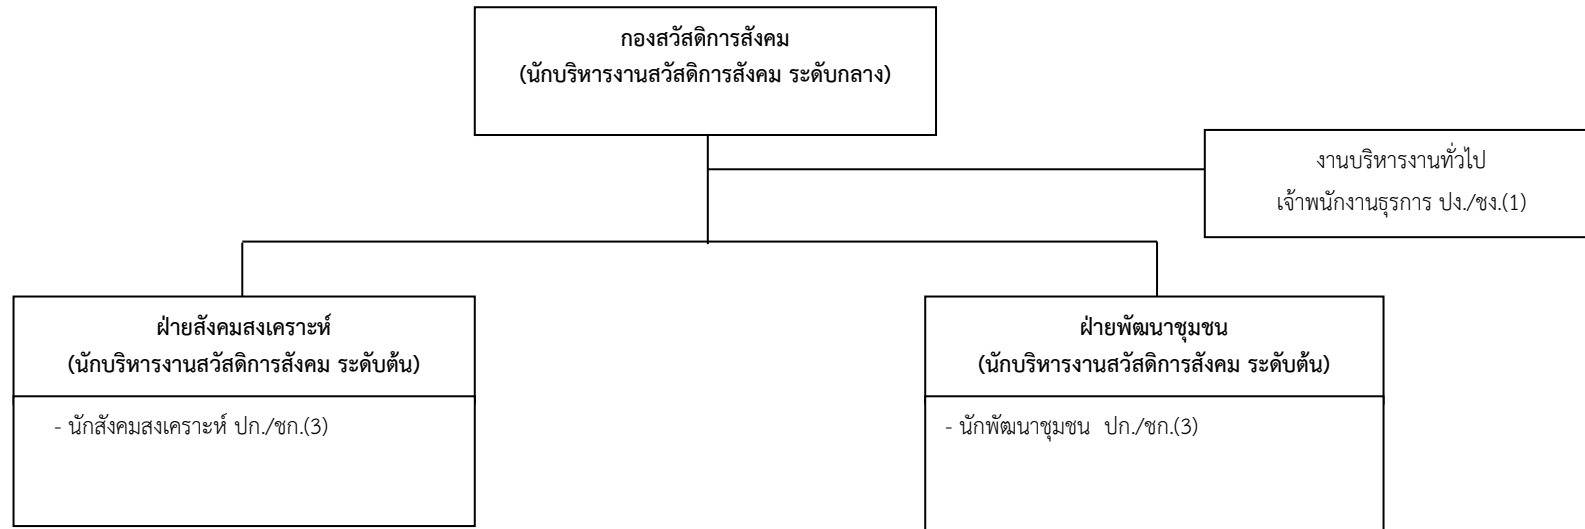 กองสวัสดิการสังคม
(นักบริหารงานสวัสดิการสังคม ระดับกลาง)
งานบริหารงานทั่วไป
เจ้าพนักงานธุรการ ปง./ชง.(1)
ฝ่ายสังคมสงเคราะห์
(นักบริหารงานสวัสดิการสังคม ระดับต้น)
- นักสังคมสงเคราะห์ ปก./ชก.(3)
ฝ่ายพัฒนาชุมชน
(นักบริหารงานสวัสดิการสังคม ระดับต้น)
- นักพัฒนาชุมชน  ปก./ชก.(3)